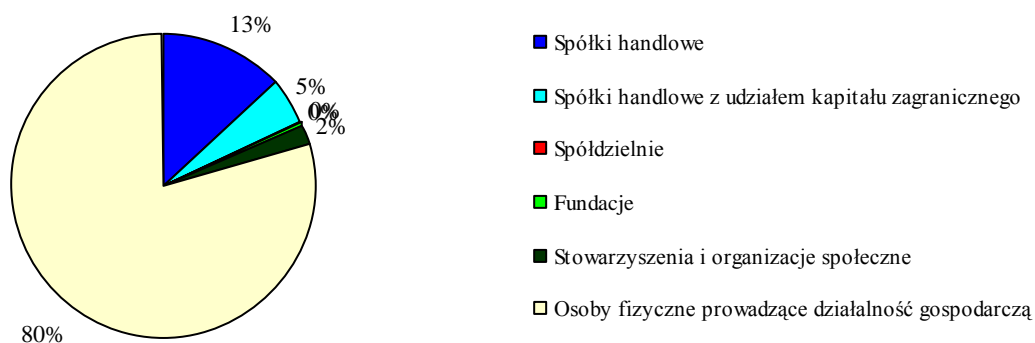 13%
5%
0%
0%
2%
80%
Spółki handlowe
Spółki handlowe z udziałem kapitału zagranicznego
Spółdzielnie
Fundacje
Stowarzyszenia i organizacje społeczne
Osoby fizyczne prowadzące działalność gospodarczą